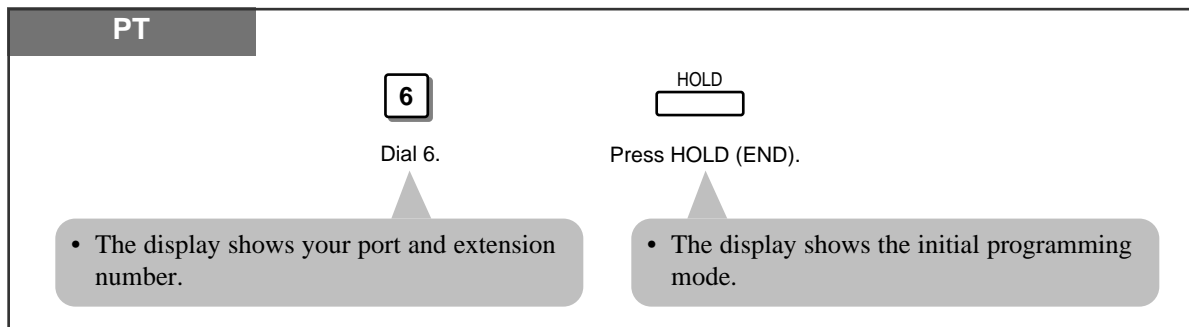 PT
6
HOLD
Dial 6.
Press HOLD (END).
• The display shows your port and extension
number.
• The display shows the initial programming
mode.